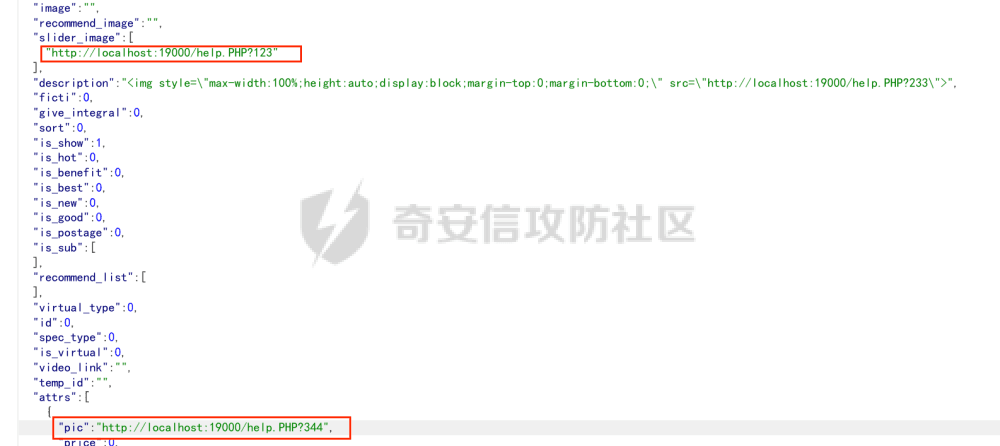 "image":"",
"recommend_image":"",
"slider_image":[
"http://localhost:19000/help.PHP?123"
],
"description":"<img style=\"max-width:100%;height:auto;display:block;margin-top:0;margin-bottom:0;\" src=\"http://localhost:19000/help.PHP?233\">",
"ficti":0,
"give_integral":0,
"sort":0,
"is_show":1,
"is_hot":0,
"is_benefit":0,
"is_best":0,
"is_new":0,
"is_good":0,
"is_postage":0,
"is_sub":[
],
"recommend_list":[
],
"virtual_type":0,
"id":0,
"spec_type":0,
"is_virtual":0,
"video_link":"",
"temp_id":"",
"attrs":[
{
"pic":"http://localhost:19000/help.PHP?344",
"price":0,
奇安信攻防社区